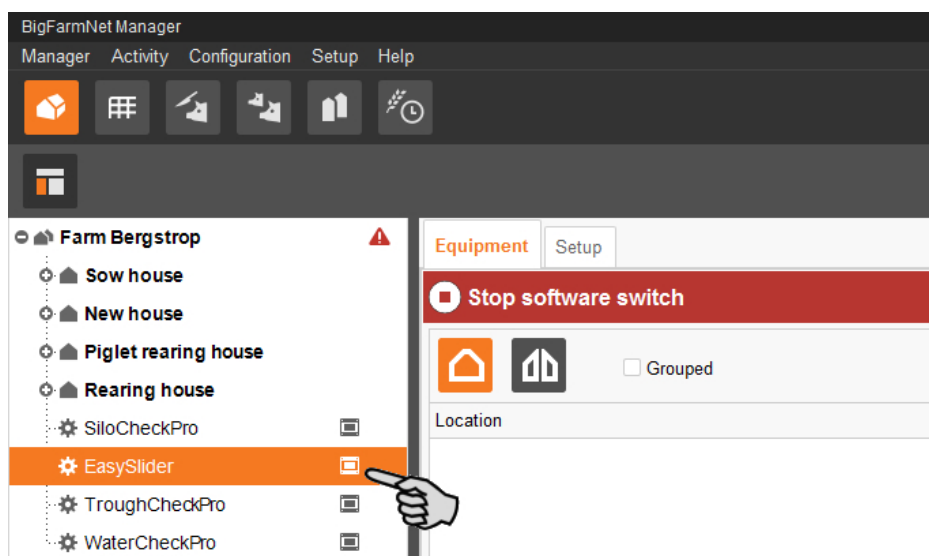 BigFarmNet Manager
Manager Activity Configuration Setup Help
Farm Bergstrop
Sow house
New house
Piglet rearing house
Rearing house
SiloCheckPro
EasySlider
TroughCheckPro
WaterCheckPro
Equipment Setup
Stop software switch
Grouped
Location